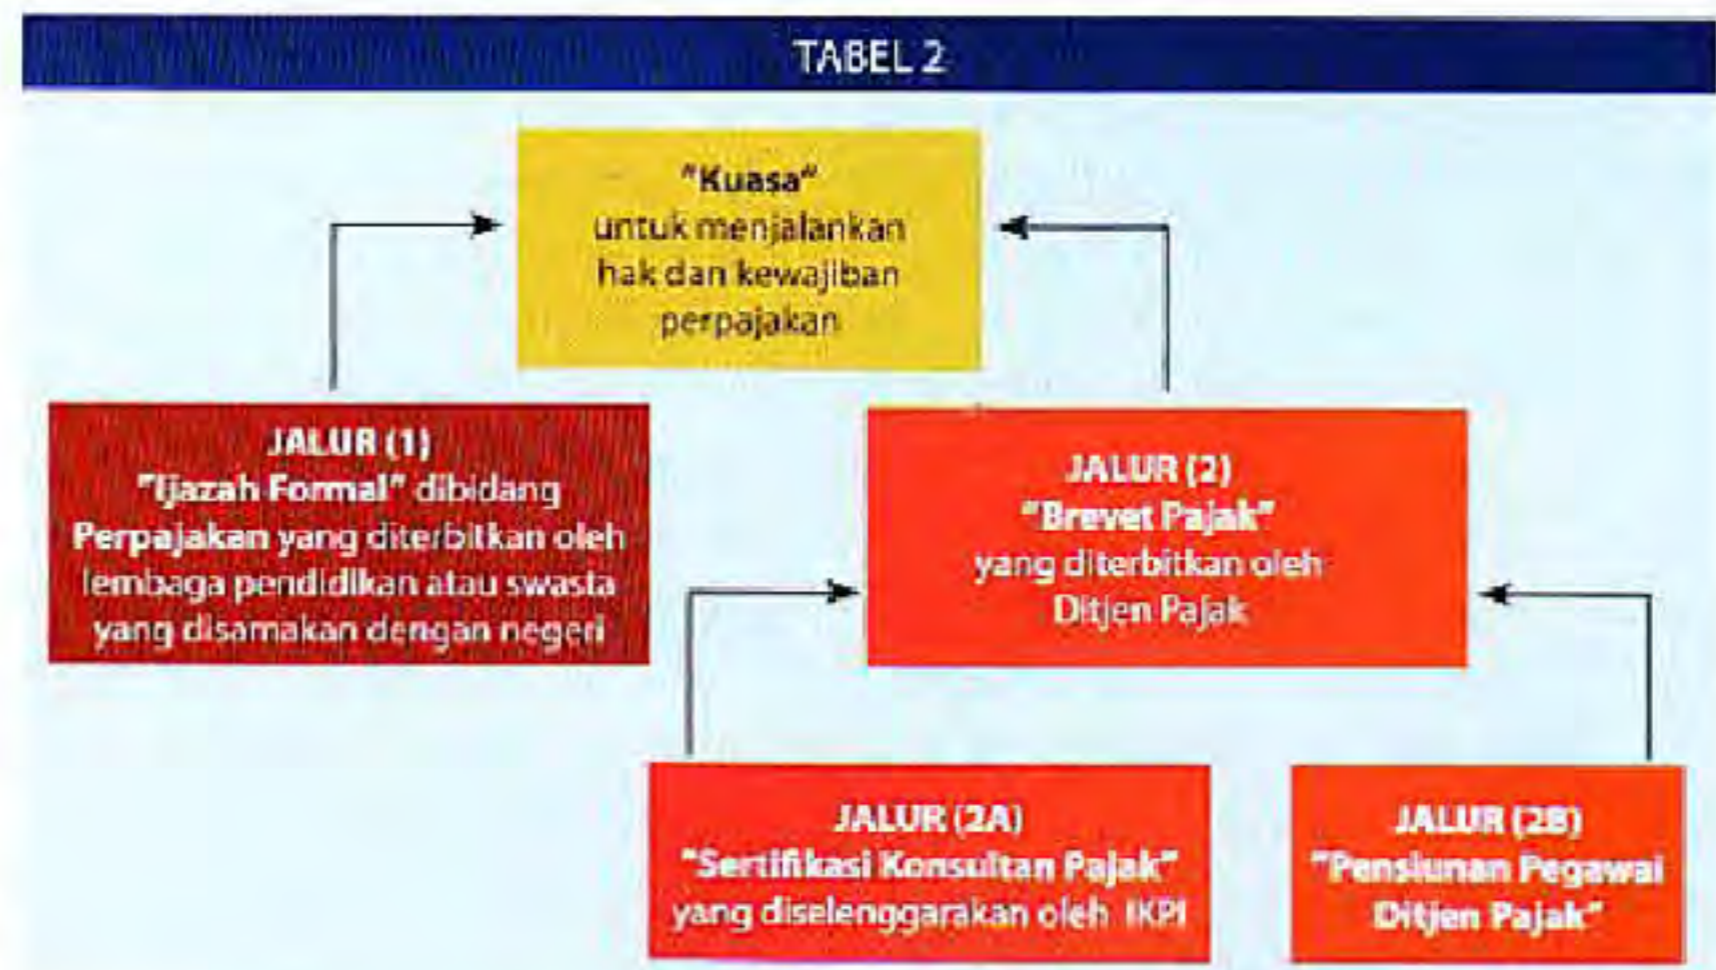 TABEL 2
"Kuasa"
untuk menjalankan
hak dan kewajiban
perpajakan
JALUR (1)
"Ijazah Formal" dibidang
Perpajakan yang diterbitkan oleh
lembaga pendidikan atau swasta
yang disamakan dengan negeri
JALUR (2)
"Brevet Pajak"
yang diterbitkan oleh
Ditjen Pajak
JALUR (2A)
"Sertifikasi Konsultan Pajak"
yang diselenggarakan oleh IKPI
JALUR (2B)
"Pensiunan Pegawai
Ditjen Pajak"